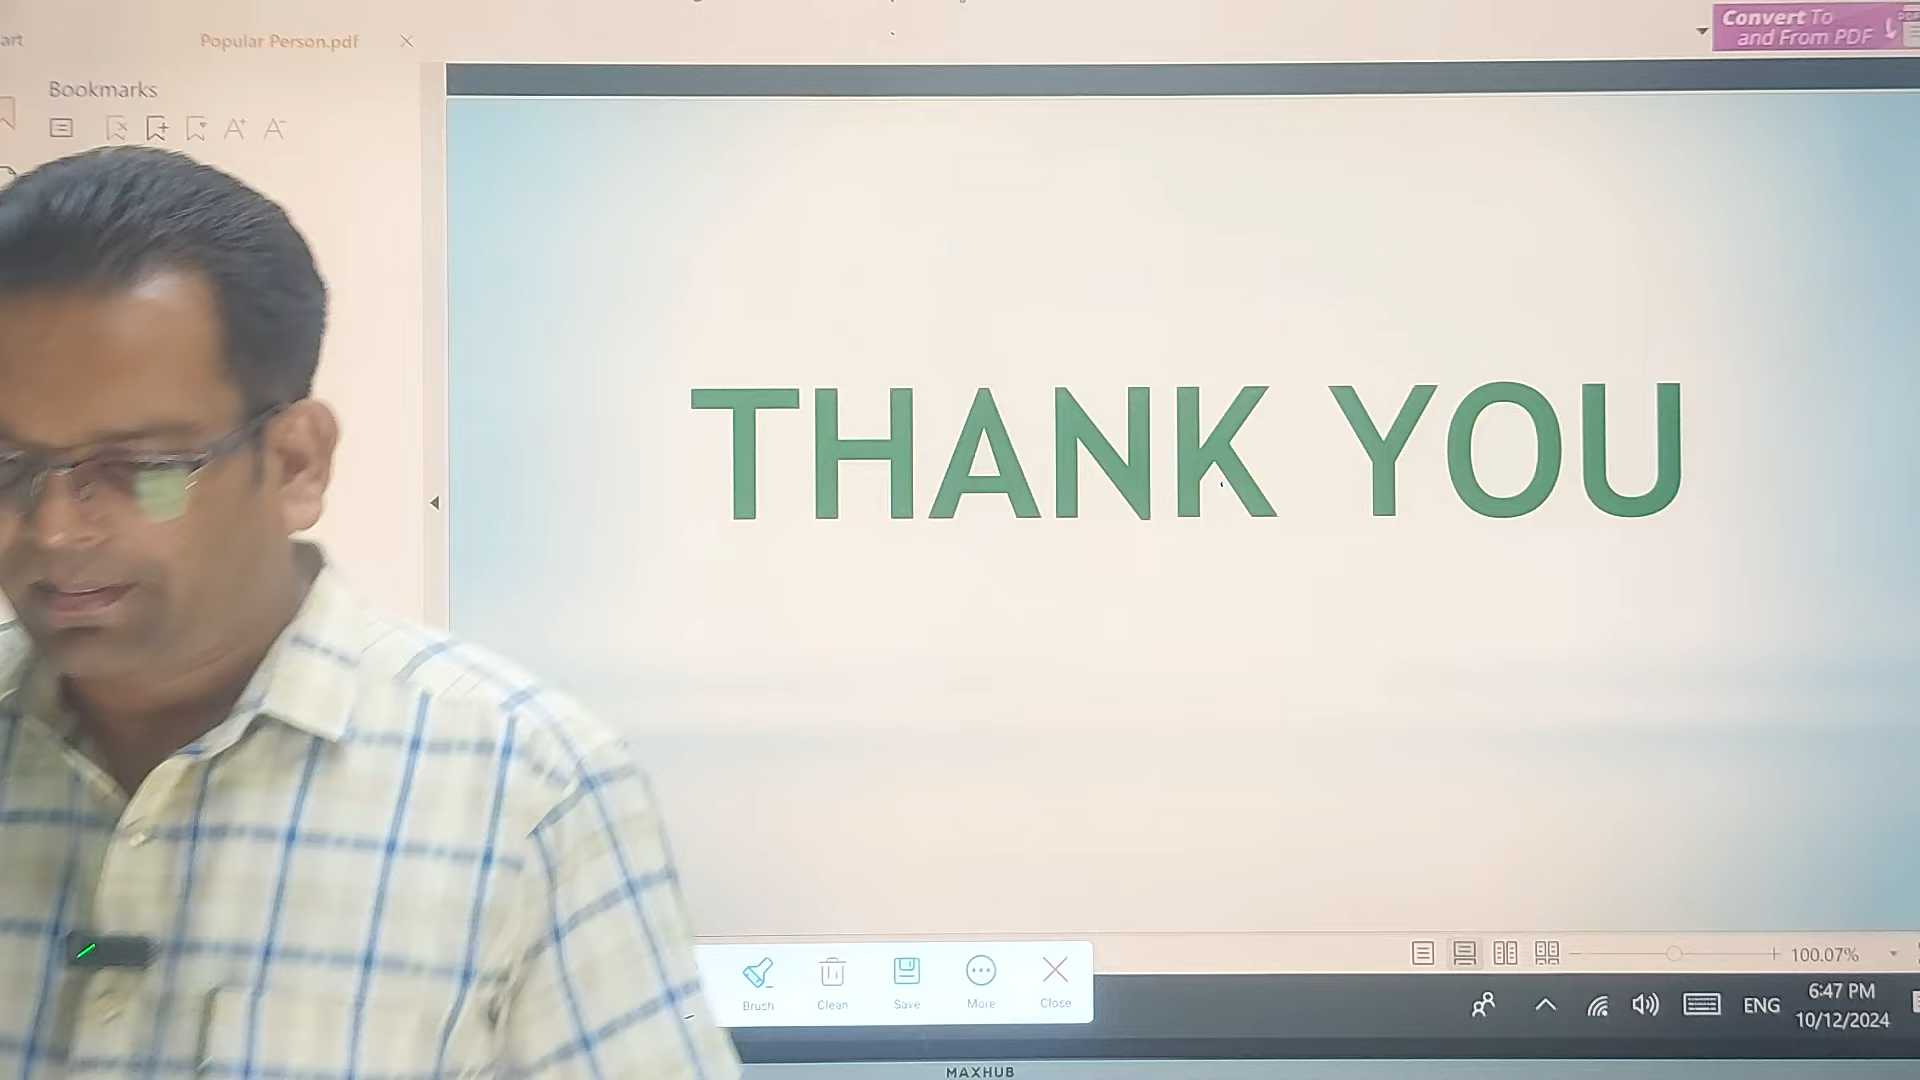 Convert To
and From PDF
art
Popular Person.pdf
Bookmarks
THANK YOU
100.07%
Brush
Clean
Save
More
Close
ENG
6:47 PM
10/12/2024
MAXHUB